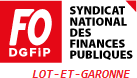 FO
DGFiP
SYNDICAT
NATIONAL
DES
FINANCES
PUBLIQUES
LOT-ET-GARONNE